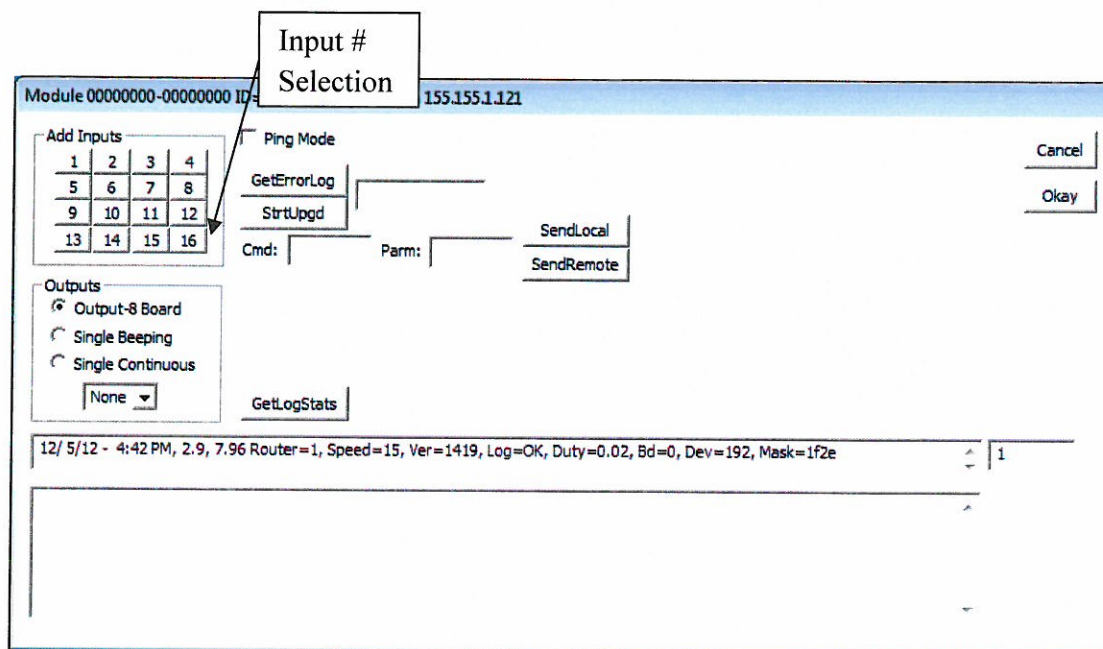 Input #
Selection
Module 00000000-00000000 ID= 155.155.1.121
Add Inputs
1 2 3 4
5 6 7 8
9 10 11 12
13 14 15 16
Ping Mode
GetErrorLog
StrtUpgd
Cmd: Parm:
SendLocal
SendRemote
Cancel
Okay
Outputs
Output-8 Board
Single Beeping
Single Continuous
None
GetLogStats
12/ 5/12 - 4:42 PM, 2.9, 7.96 Router=1, Speed=15, Ver=1419, Log=OK, Duty=0.02, Bd=0, Dev=192, Mask=1f2e
1